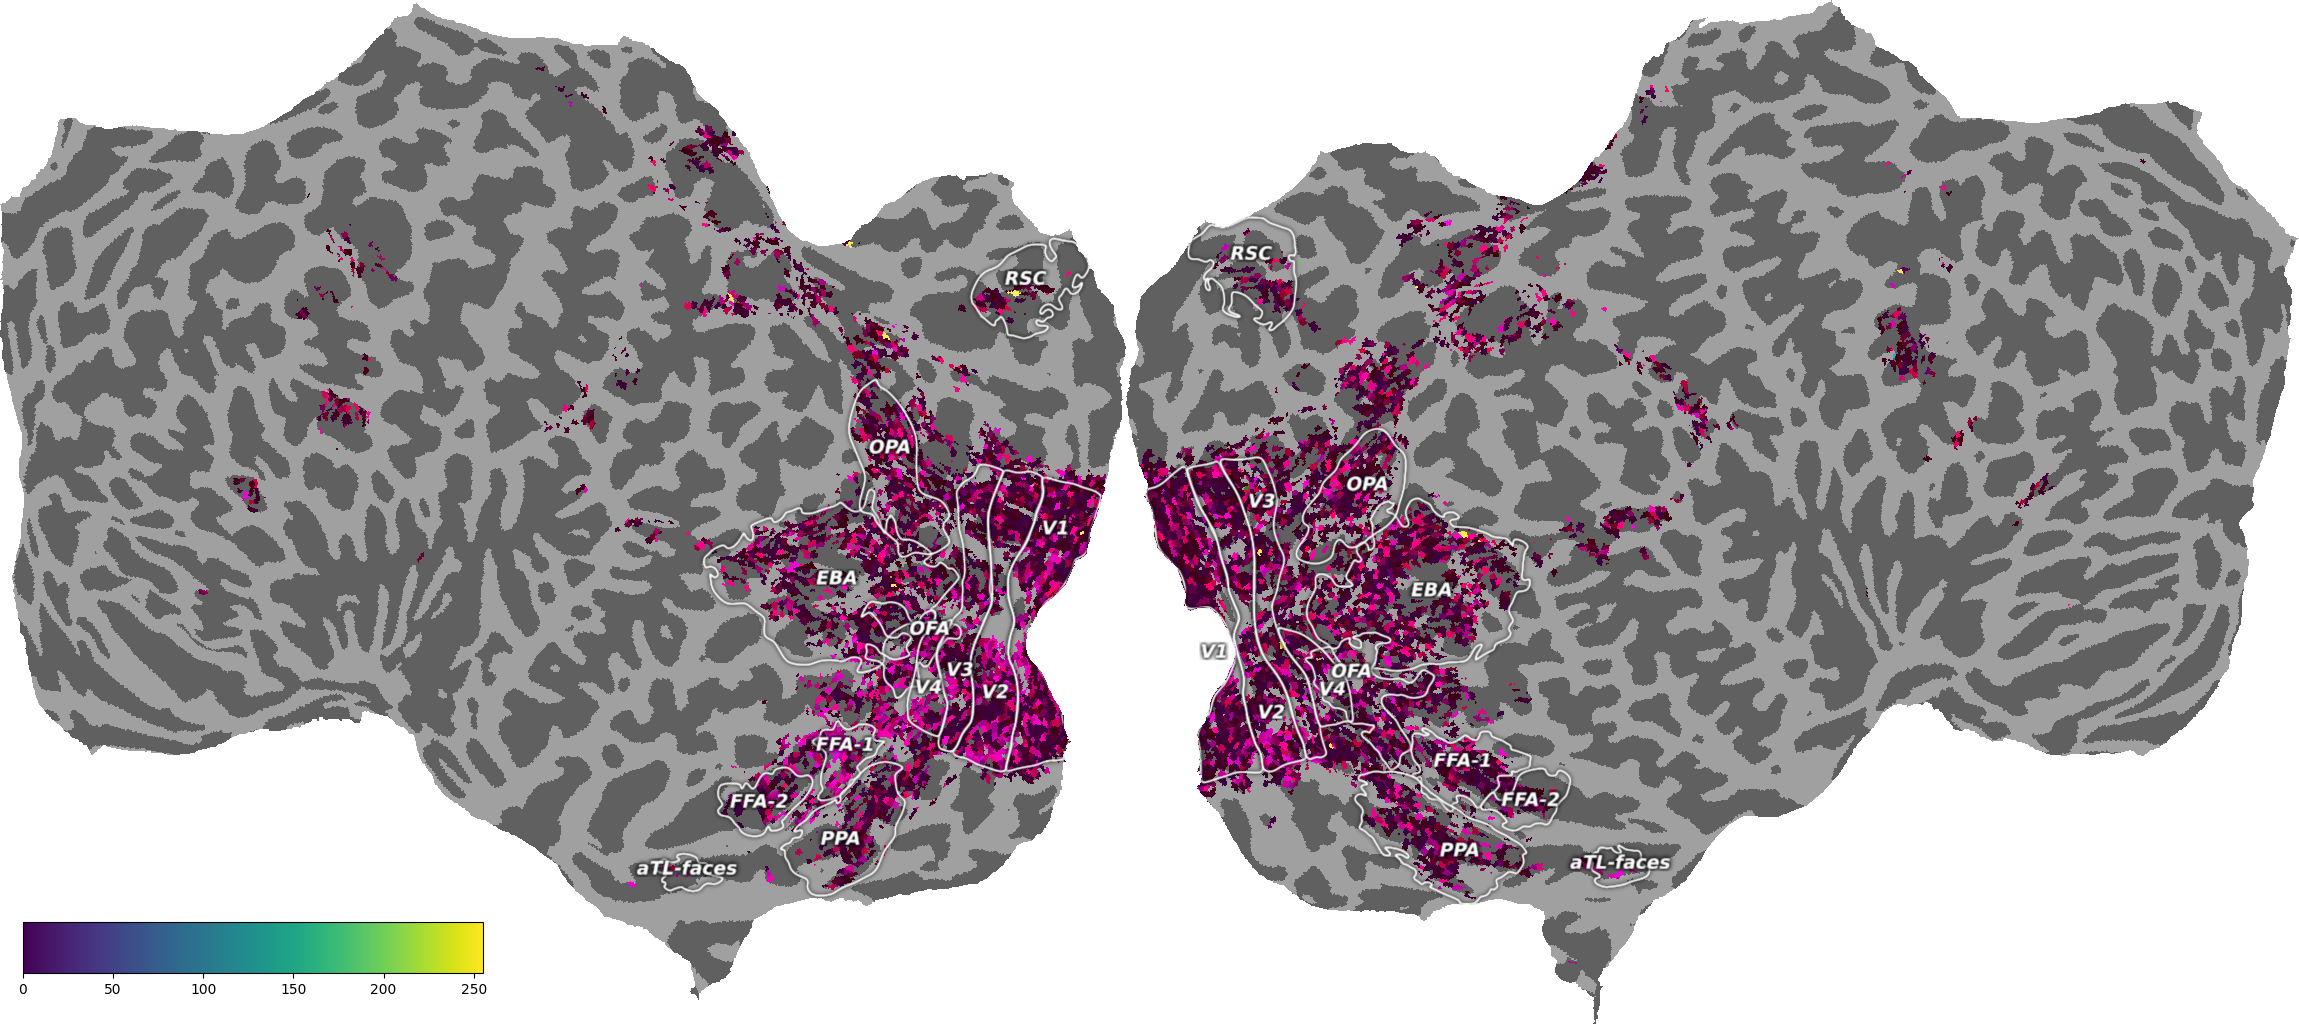 RSC
OPA
V1
EBA
OFA
V3
V4
V2
FFA-1
FFA-2
PPA
aTL-faces
RSC
V3
OPA
EBA
V1
OFA
V4
V2
FFA-1
FFA-2
PPA
aTL-faces
0 50 100 150 200 250